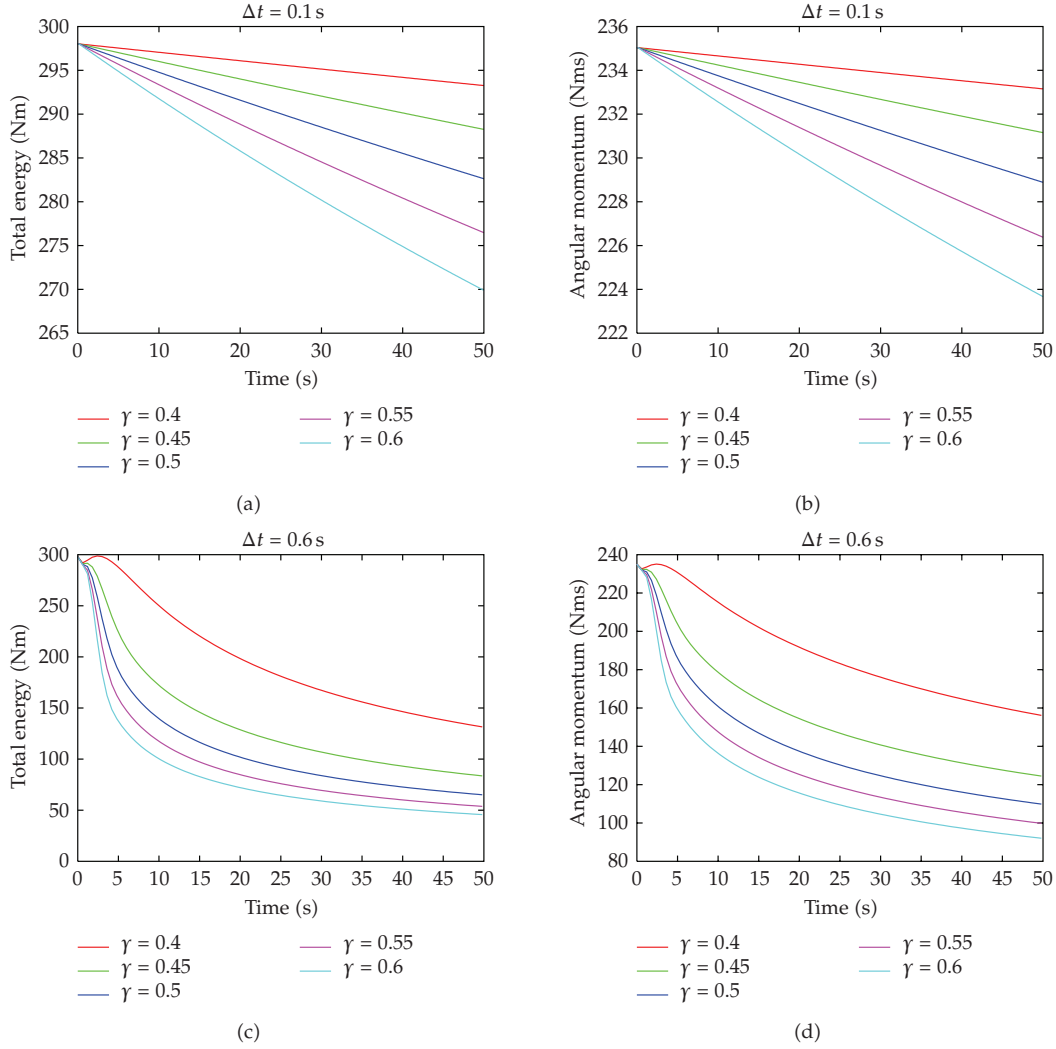 Δt = 0.1 s
300
295
290
285
280
275
270
265
Total energy (Nm)
0 10 20 30 40 50
Time (s)
γ = 0.4 γ = 0.55
γ = 0.45 γ = 0.6
γ = 0.5
(a)
Δt = 0.1 s
236
234
232
230
228
226
224
222
Angular momentum (Nms)
0 10 20 30 40 50
Time (s)
γ = 0.4 γ = 0.55
γ = 0.45 γ = 0.6
γ = 0.5
(b)
Δt = 0.6 s
300
250
200
150
100
50
0
Total energy (Nm)
0 5 10 15 20 25 30 35 40 45 50
Time (s)
γ = 0.4 γ = 0.55
γ = 0.45 γ = 0.6
γ = 0.5
(c)
Δt = 0.6 s
240
220
200
180
160
140
120
100
80
Angular momentum (Nms)
0 5 10 15 20 25 30 35 40 45 50
Time (s)
γ = 0.4 γ = 0.55
γ = 0.45 γ = 0.6
γ = 0.5
(d)